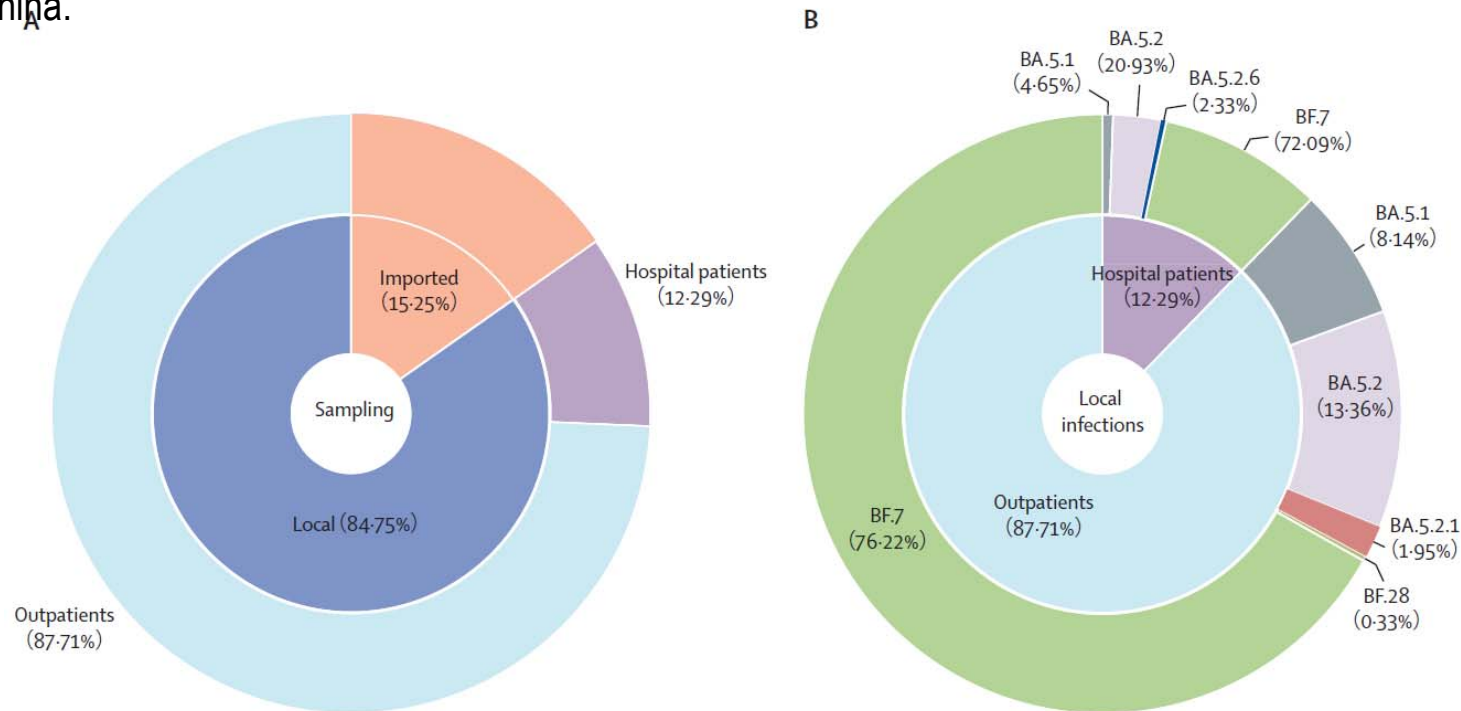 A
Imported
(15·25%)
Hospital patients
(12·29%)
Sampling
Local (84·75%)
Outpatients
(87·71%)
B
BA.5.1
(4·65%)
BA.5.2
(20·93%)
BA.5.2.6
(2·33%)
BF.7
(72·09%)
BA.5.1
(8·14%)
Hospital patients
(12·29%)
BA.5.2
(13·36%)
Local
infections
Outpatients
(87·71%)
BF.7
(76·22%)
BA.5.2.1
(1·95%)
BF.28
(0·33%)